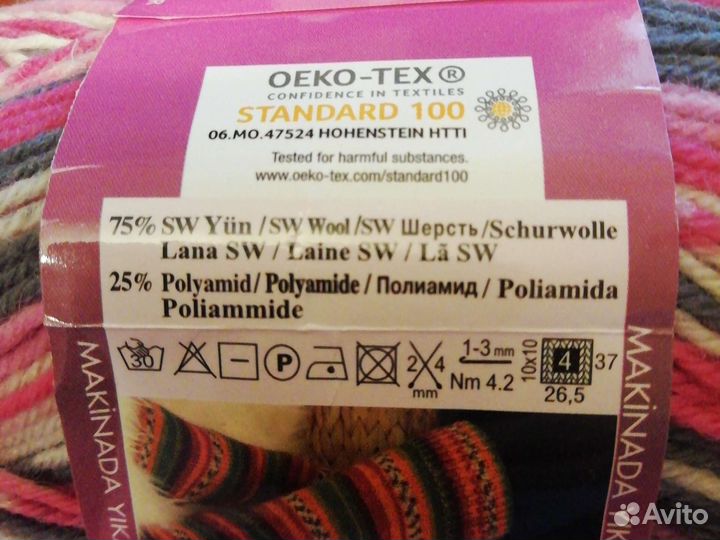 OEKO-TEX®
CONFIDENCE IN TEXTILES
STANDARD 100
06.MO.47524 HOHENSTEIN HTTI
Tested for harmful substances.
www.oeko-tex.com/standard100
75% SW Yün / SW Wool /SW Шерсть /Schurwolle
Lana SW / Laine SW / Lã SW
25% Polyamid/ Polyamide / Полиамид / Poliamida
Poliammide
30 P 2 4 mm 1-3 mm Nm 4.2 10x10 4 37 26,5
MAKİNADA YIK
MAKİNADA YIK
Avito